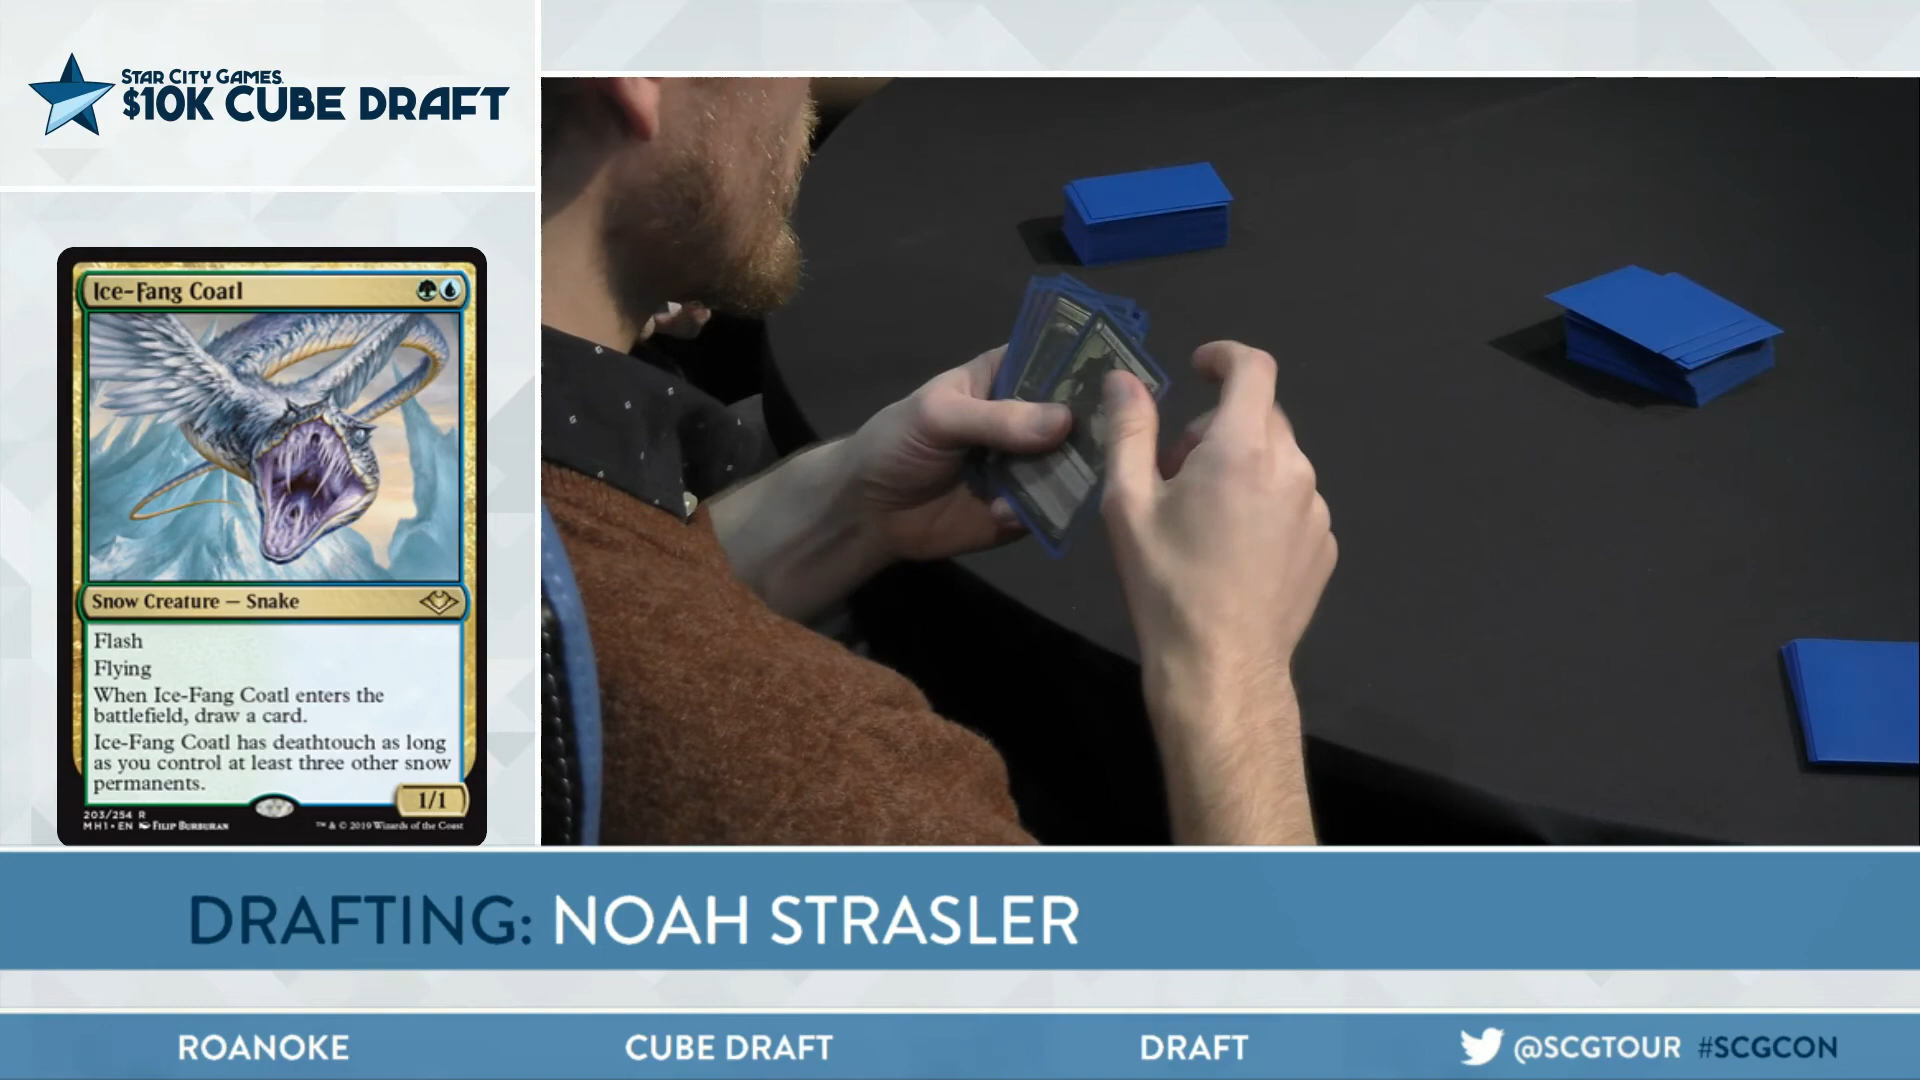 STAR CITY GAMES.
$10K CUBE DRAFT
Ice-Fang Coatl
Snow Creature — Snake
Flash
Flying
When Ice-Fang Coatl enters the
battlefield, draw a card.
Ice-Fang Coatl has deathtouch as long
as you control at least three other snow
permanents.
1/1
203/254 R
MH1 • EN Filip Burburan
™ & © 2019 Wizards of the Coast
DRAFTING: NOAH STRASLER
ROANOKE
CUBE DRAFT
DRAFT
@SCGTOUR #SCGCON